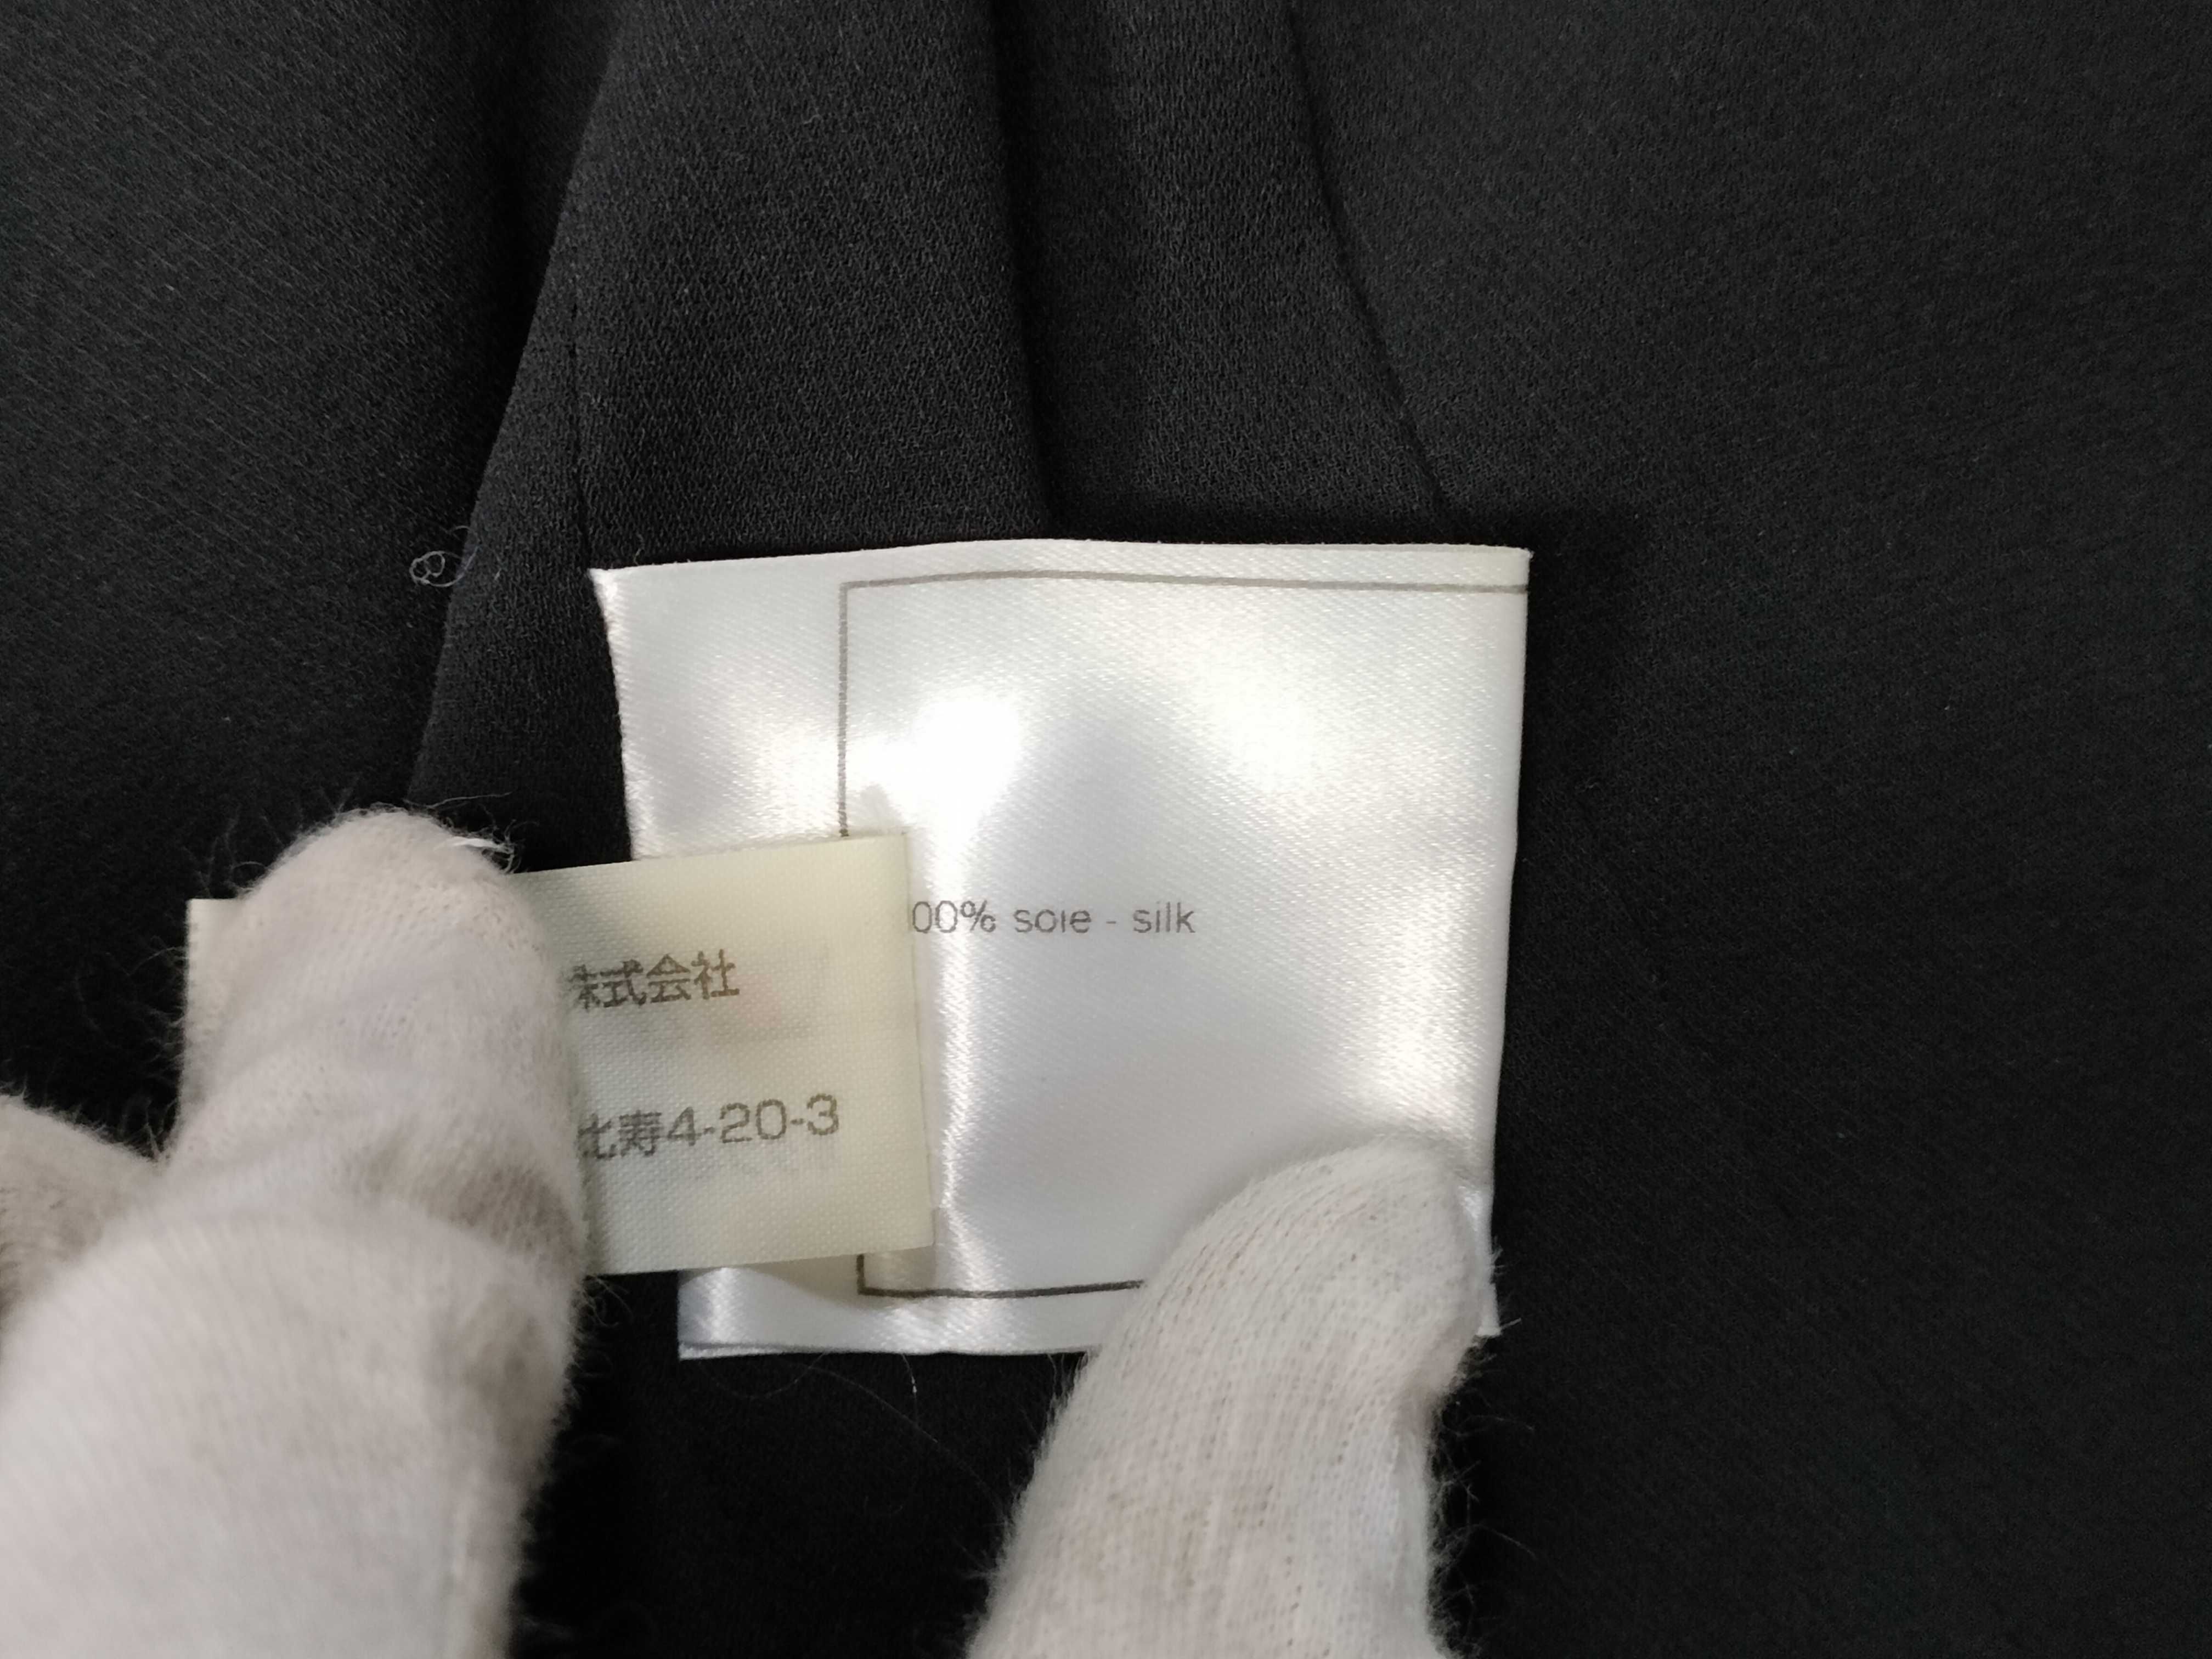 00% soie - silk
株式会社
比寿4-20-3